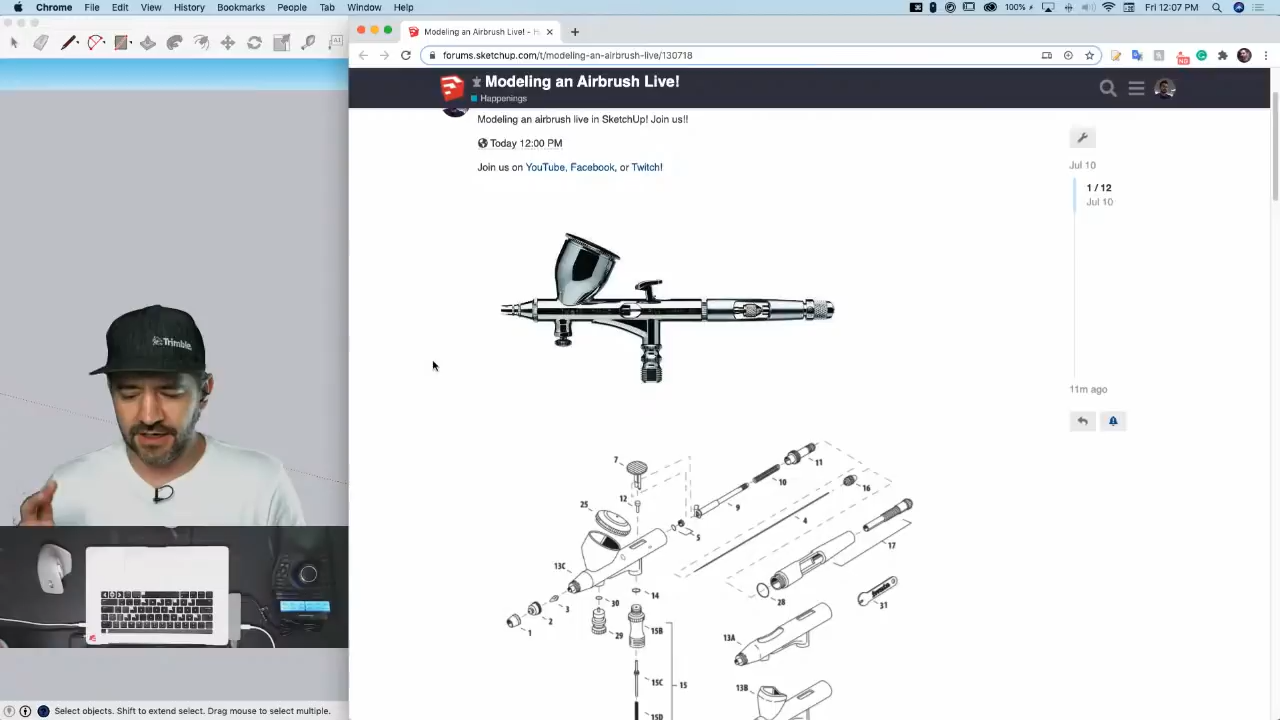 Chrome File Edit View History Bookmarks People Tab Window Help 100% Fri 12:07 PM
Modeling an Airbrush Live! - H
forums.sketchup.com/t/modeling-an-airbrush-live/130718
Modeling an Airbrush Live!
Happenings
Modeling an airbrush live in SketchUp! Join us!!
Today 12:00 PM
Join us on YouTube, Facebook, or Twitch!
Jul 10
1 / 12
Jul 10
11m ago
Trimble.
7
11
10
16
12
9
25
4
5
17
13C
14
30
3
28
31
2
1
29
15B
13A
15C
15
13B
15D
Select objects. Shift to extend select. Drag mouse to select multiple.